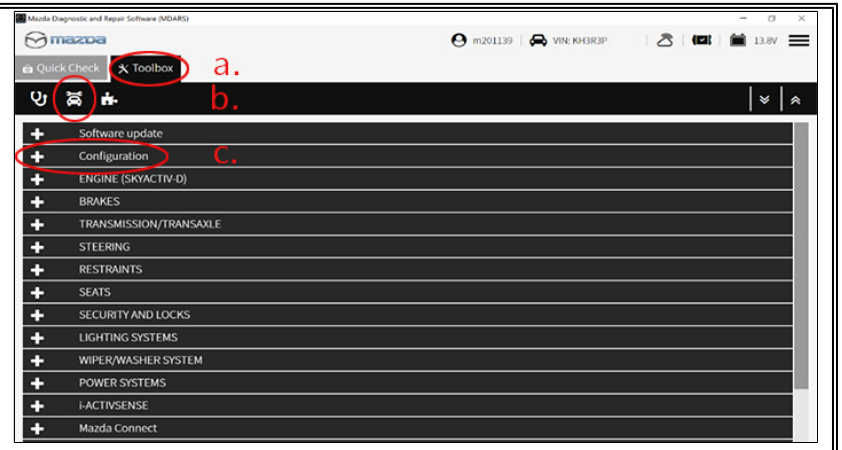 Mazda Diagnostic and Repair Software (MDARS)
mazda m201139 VIN: KH3R3P 13.8V
Quick Check Toolbox a.
b.
Software update
Configuration c.
ENGINE (SKYACTIV-D)
BRAKES
TRANSMISSION/TRANSAXLE
STEERING
RESTRAINTS
SEATS
SECURITY AND LOCKS
LIGHTING SYSTEMS
WIPER/WASHER SYSTEM
POWER SYSTEMS
i-ACTIVSENSE
Mazda Connect